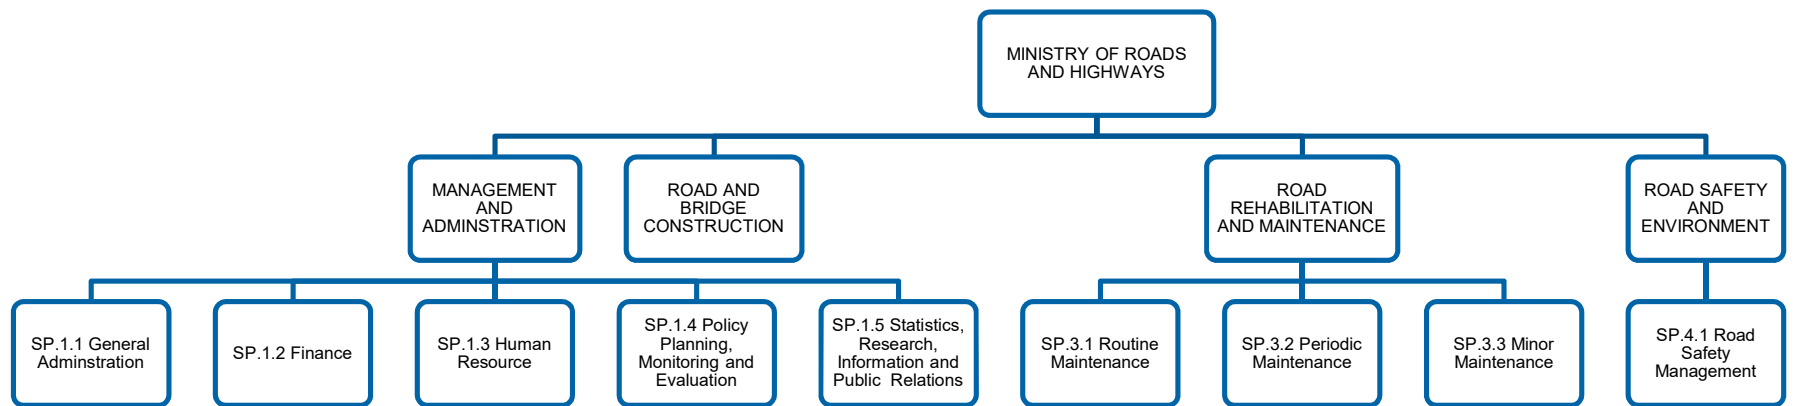 MINISTRY OF ROADS
AND HIGHWAYS
MANAGEMENT
AND
ADMINSTRATION
ROAD AND
BRIDGE
CONSTRUCTION
ROAD
REHABILITATION
AND MAINTENANCE
ROAD SAFETY
AND
ENVIRONMENT
SP.1.1 General
Adminstration
SP.1.2 Finance
SP.1.3 Human
Resource
SP.1.4 Policy
Planning,
Monitoring and
Evaluation
SP.1.5 Statistics,
Research,
Information and
Public Relations
SP.3.1 Routine
Maintenance
SP.3.2 Periodic
Maintenance
SP.3.3 Minor
Maintenance
SP.4.1 Road
Safety
Management